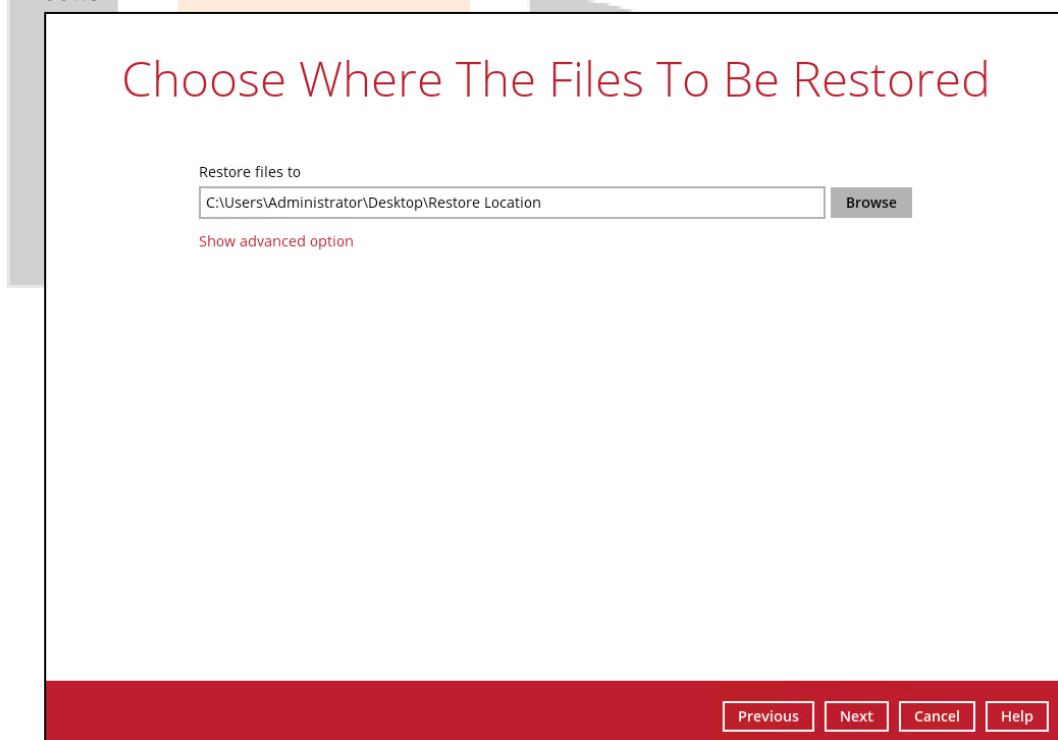 Choose Where The Files To Be Restored
Restore files to
C:\Users\Administrator\Desktop\Restore Location
Browse
Show advanced option
Previous Next Cancel Help